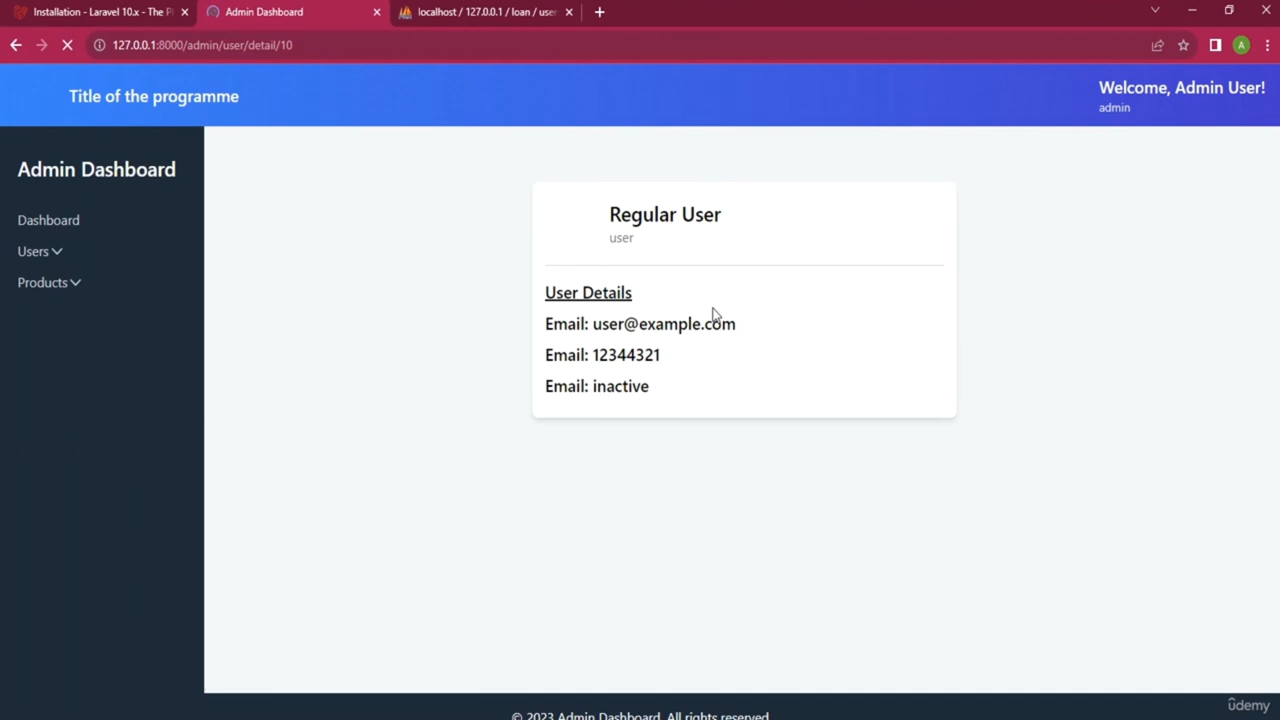 Installation - Laravel 10.x - The P
Admin Dashboard
localhost / 127.0.0.1 / loan / user
127.0.0.1:8000/admin/user/detail/10
A
Title of the programme
Welcome, Admin User!
admin
Admin Dashboard
Dashboard
Users
Products
Regular User
user
User Details
Email: user@example.com
Email: 12344321
Email: inactive
© 2023 Admin Dashboard. All rights reserved.
ûdemy